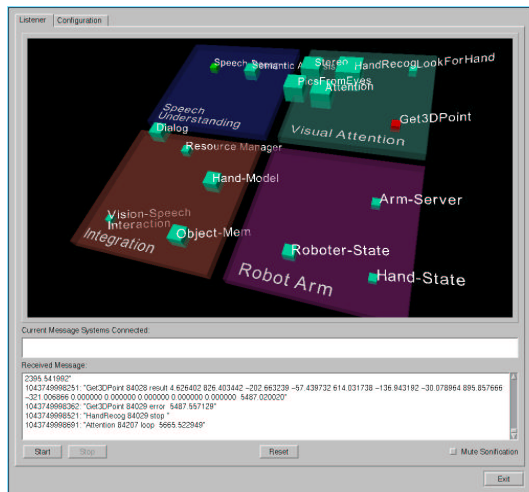 Listener Configuration
Speech Semantic A Stereo HandRecogLookForHand
PicsFromEyes
Attention
Speech
Understanding
Get3DPoint
Visual Attention
Dialog
Resource Manager
Hand-Model
Arm-Server
Vision-Speech
Interaction
Object-Mem
Integration
Roboter-State
Hand-State
Robot Arm
Current Message Systems Connected:
Received Message:
2395.541992"
1043749998251: "Get3DPoint 84028 result 4.626402 826.403442 -202.663239 -57.439732 614.031738 -136.943192 -30.078964 895.857666
-321.006866 0.000000 0.000000 0.000000 0.000000 0.000000 0.000000  5487.020020"
1043749998362: "Get3DPoint 84029 error  5487.557129"
1043749998521: "HandRecog 84029 stop "
1043749998691: "Attention 84207 loop  5665.522949"
Start Stop Reset Mute Sonification
Exit